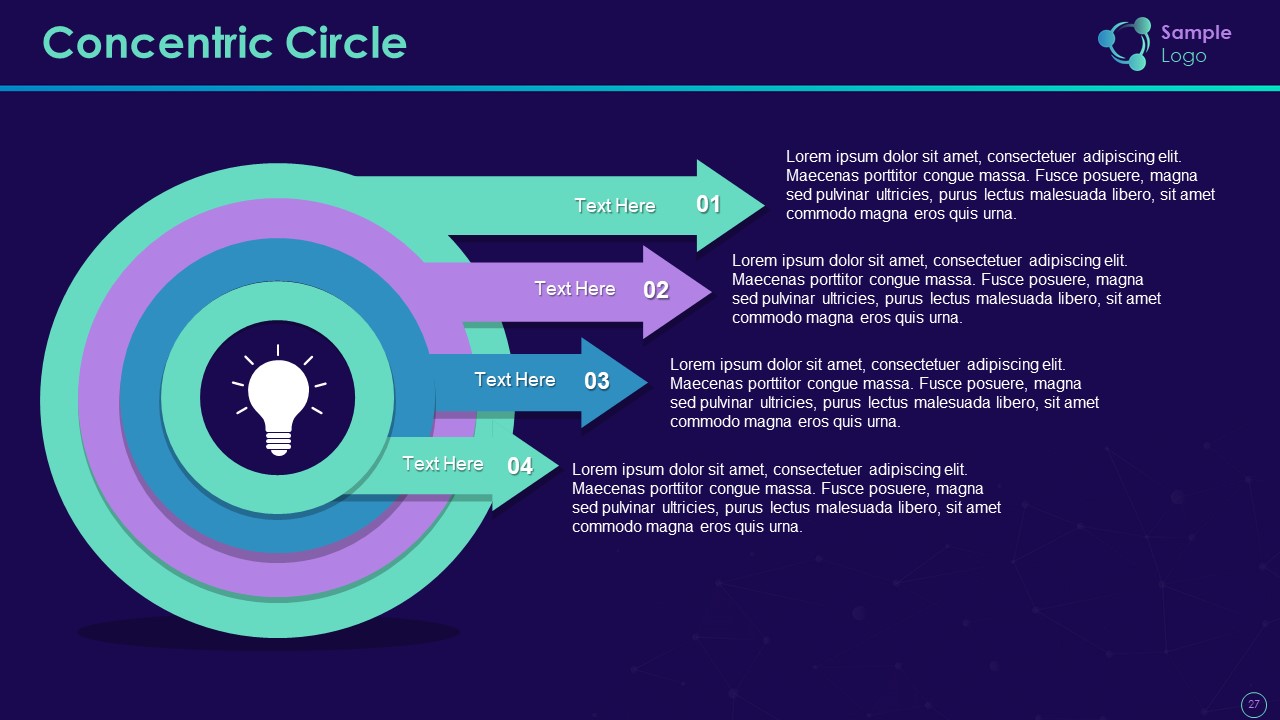 Concentric Circle
Sample
Logo
Text Here 01
Lorem ipsum dolor sit amet, consectetuer adipiscing elit.
Maecenas porttitor congue massa. Fusce posuere, magna
sed pulvinar ultricies, purus lectus malesuada libero, sit amet
commodo magna eros quis urna.
Text Here 02
Lorem ipsum dolor sit amet, consectetuer adipiscing elit.
Maecenas porttitor congue massa. Fusce posuere, magna
sed pulvinar ultricies, purus lectus malesuada libero, sit amet
commodo magna eros quis urna.
Text Here 03
Lorem ipsum dolor sit amet, consectetuer adipiscing elit.
Maecenas porttitor congue massa. Fusce posuere, magna
sed pulvinar ultricies, purus lectus malesuada libero, sit amet
commodo magna eros quis urna.
Text Here 04
Lorem ipsum dolor sit amet, consectetuer adipiscing elit.
Maecenas porttitor congue massa. Fusce posuere, magna
sed pulvinar ultricies, purus lectus malesuada libero, sit amet
commodo magna eros quis urna.
27